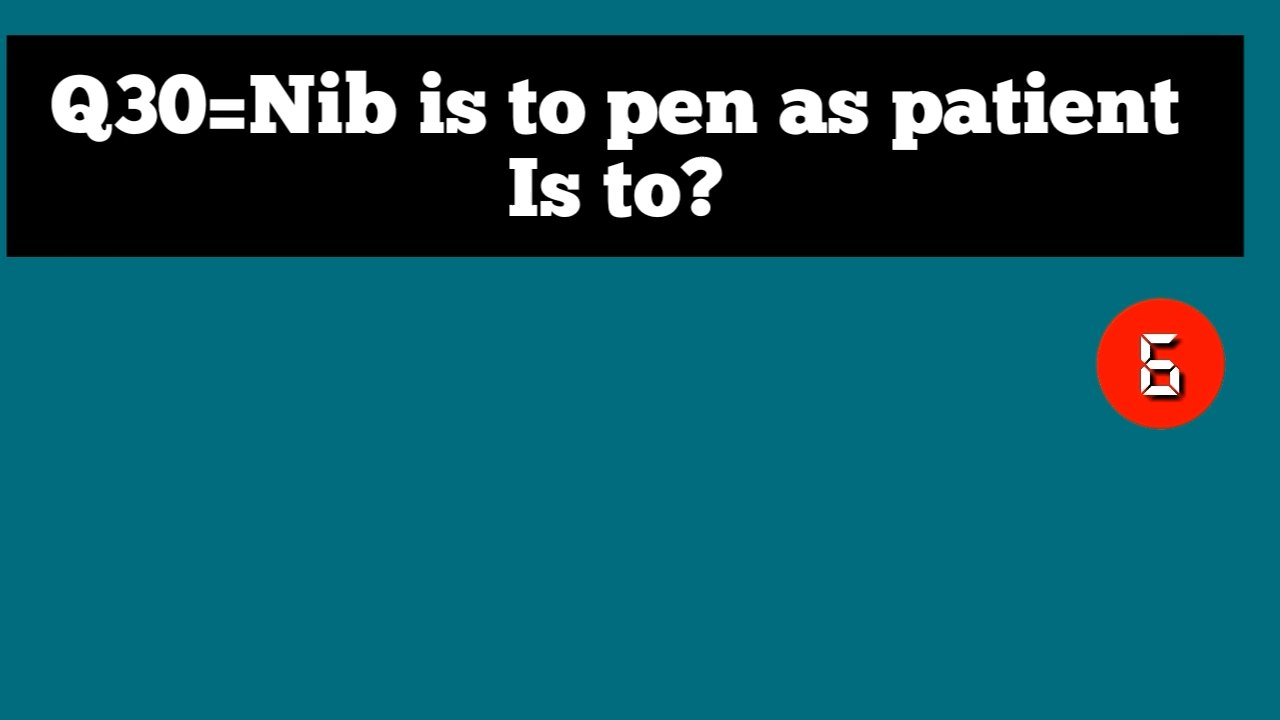 Q30=Nib is to pen as patient
Is to?
6